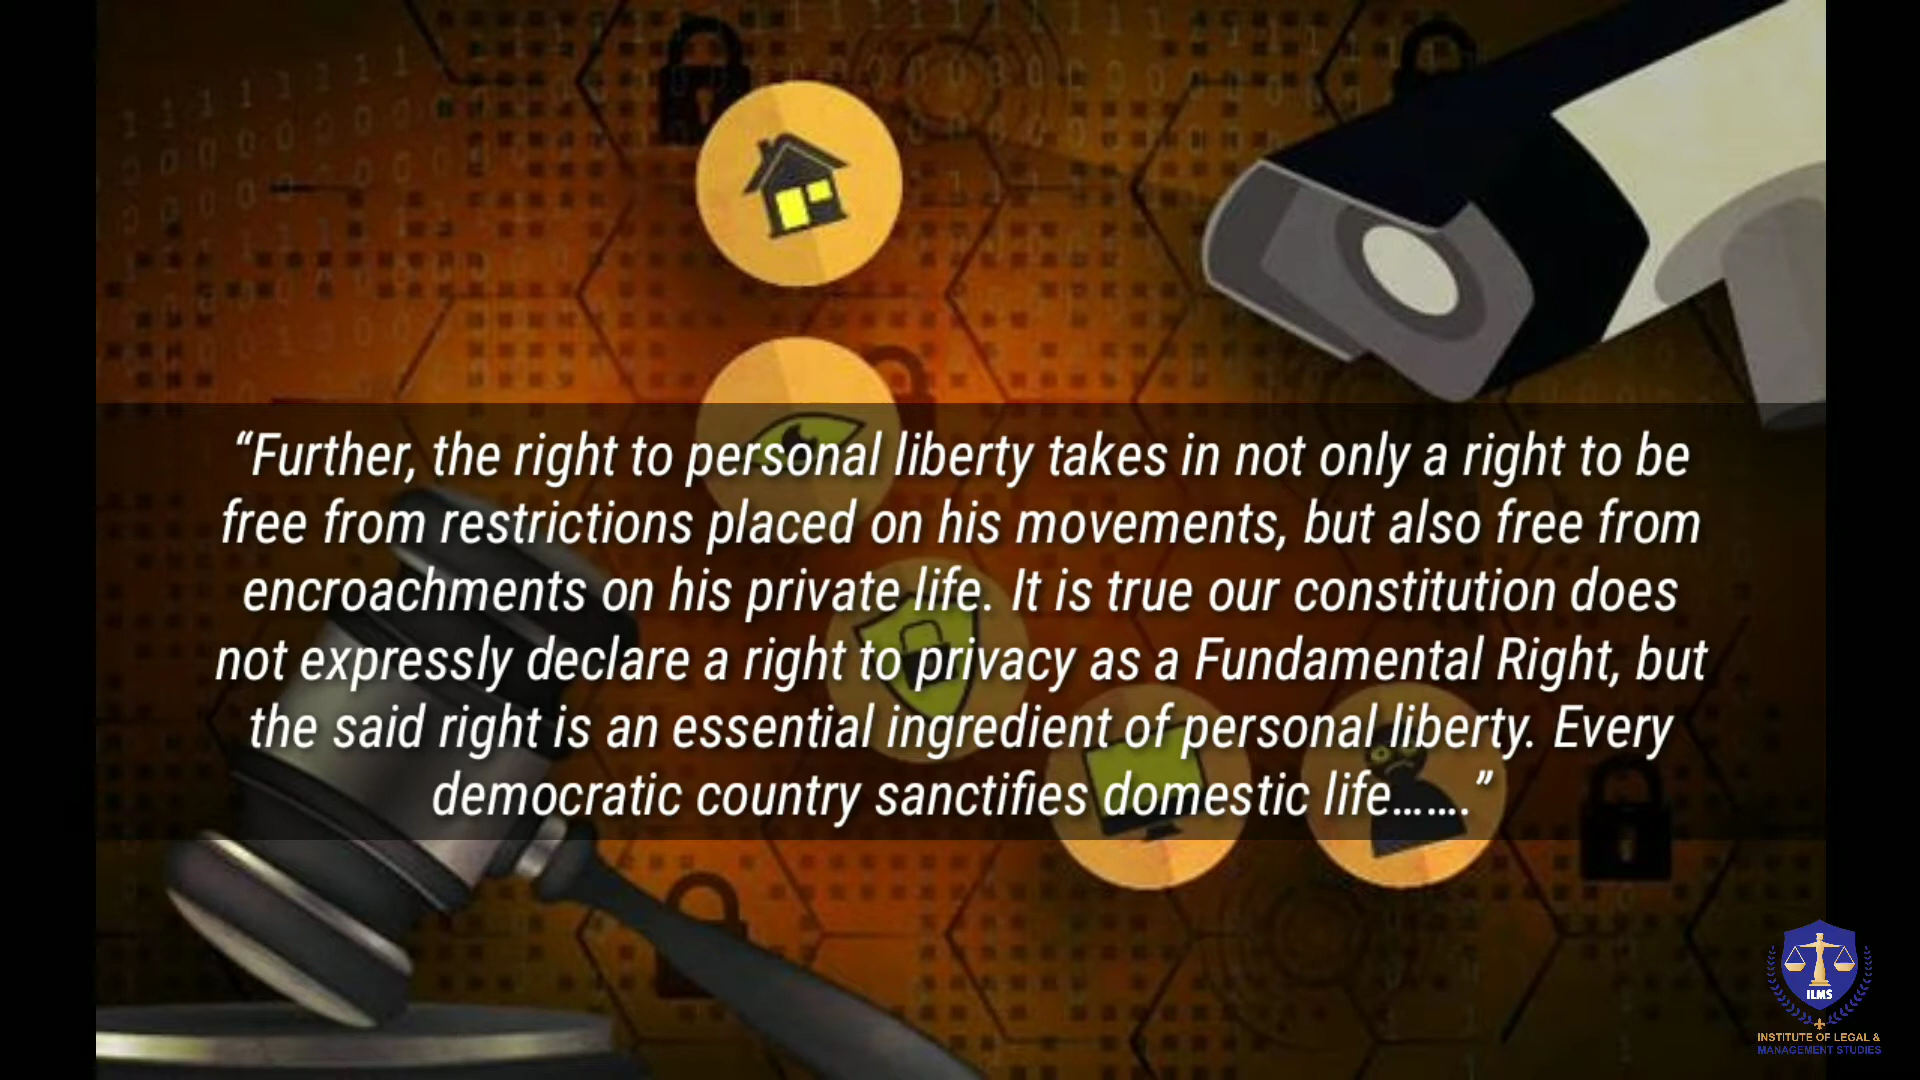 “Further, the right to personal liberty takes in not only a right to be
free from restrictions placed on his movements, but also free from
encroachments on his private life. It is true our constitution does
not expressly declare a right to privacy as a Fundamental Right, but
the said right is an essential ingredient of personal liberty. Every
democratic country sanctifies domestic life…….”
ILMS
INSTITUTE OF LEGAL &
MANAGEMENT STUDIES